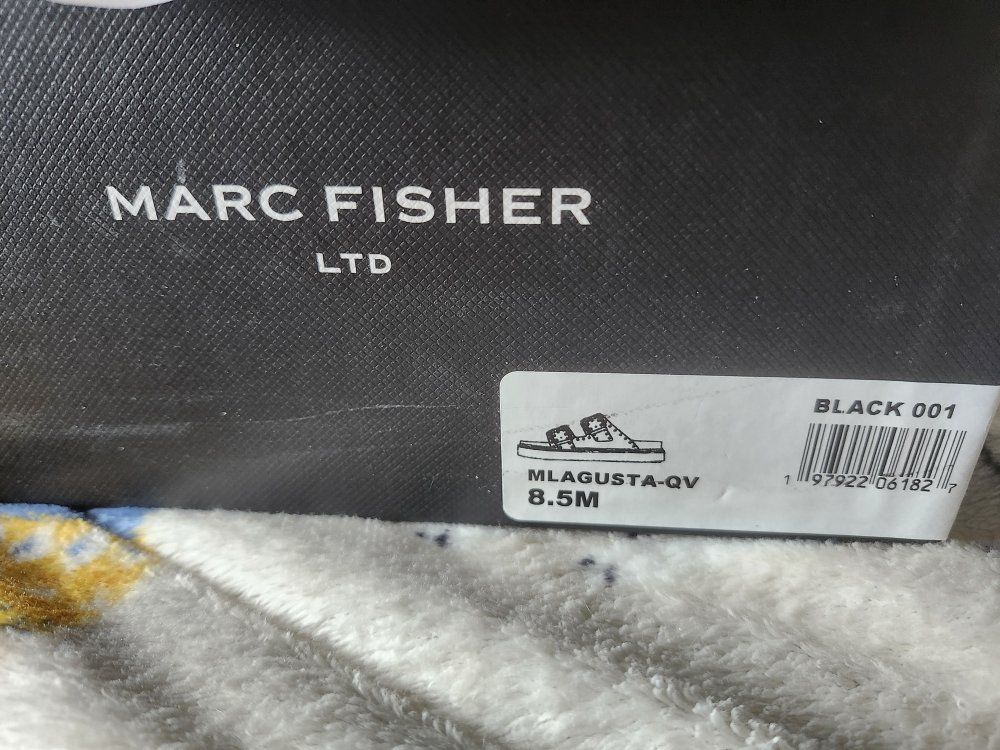 MARC FISHER
LTD
BLACK 001
1 97922 06182 7
MLAGUSTA-QV
8.5M